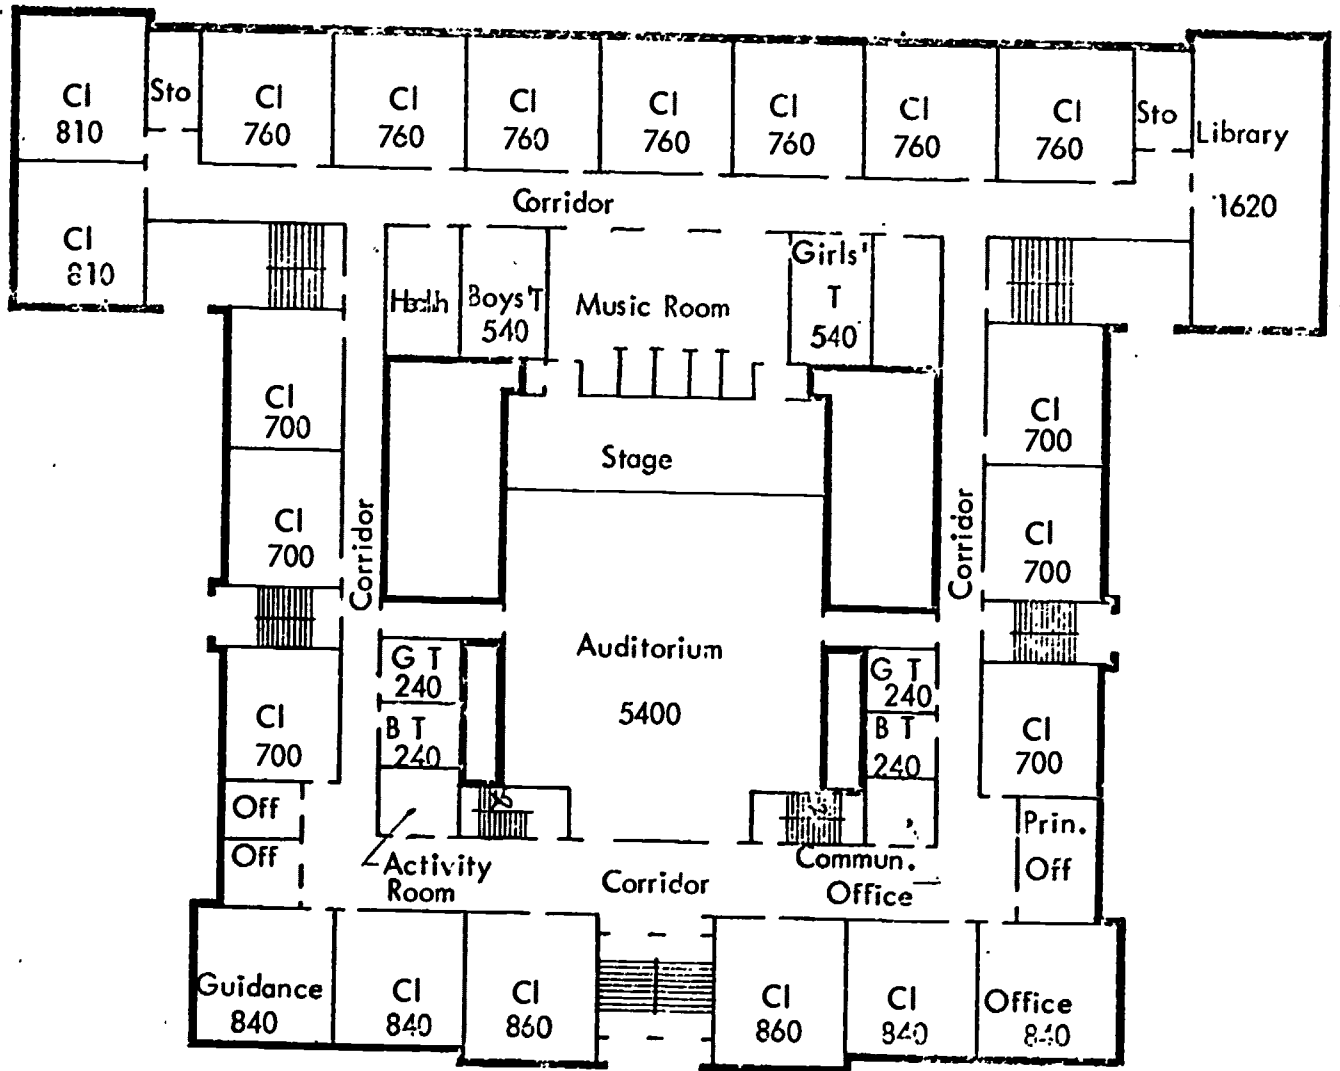 Cl
810
Sto
Cl
760
Cl
760
Cl
760
Cl
760
Cl
760
Cl
760
Cl
760
Sto
Library
1620
Corridor
Cl
810
Health
Boys' T
540
Music Room
Girls'
T
540
Cl
700
Cl
700
Stage
Cl
700
Cl
700
Corridor
Corridor
G T
240
B T
240
Auditorium
5400
G T
240
B T
240
Cl
700
Cl
700
Off
Off
Activity
Room
Corridor
Commun.
Office
Prin.
Off
Guidance
840
Cl
840
Cl
860
Cl
860
Cl
840
Office
840